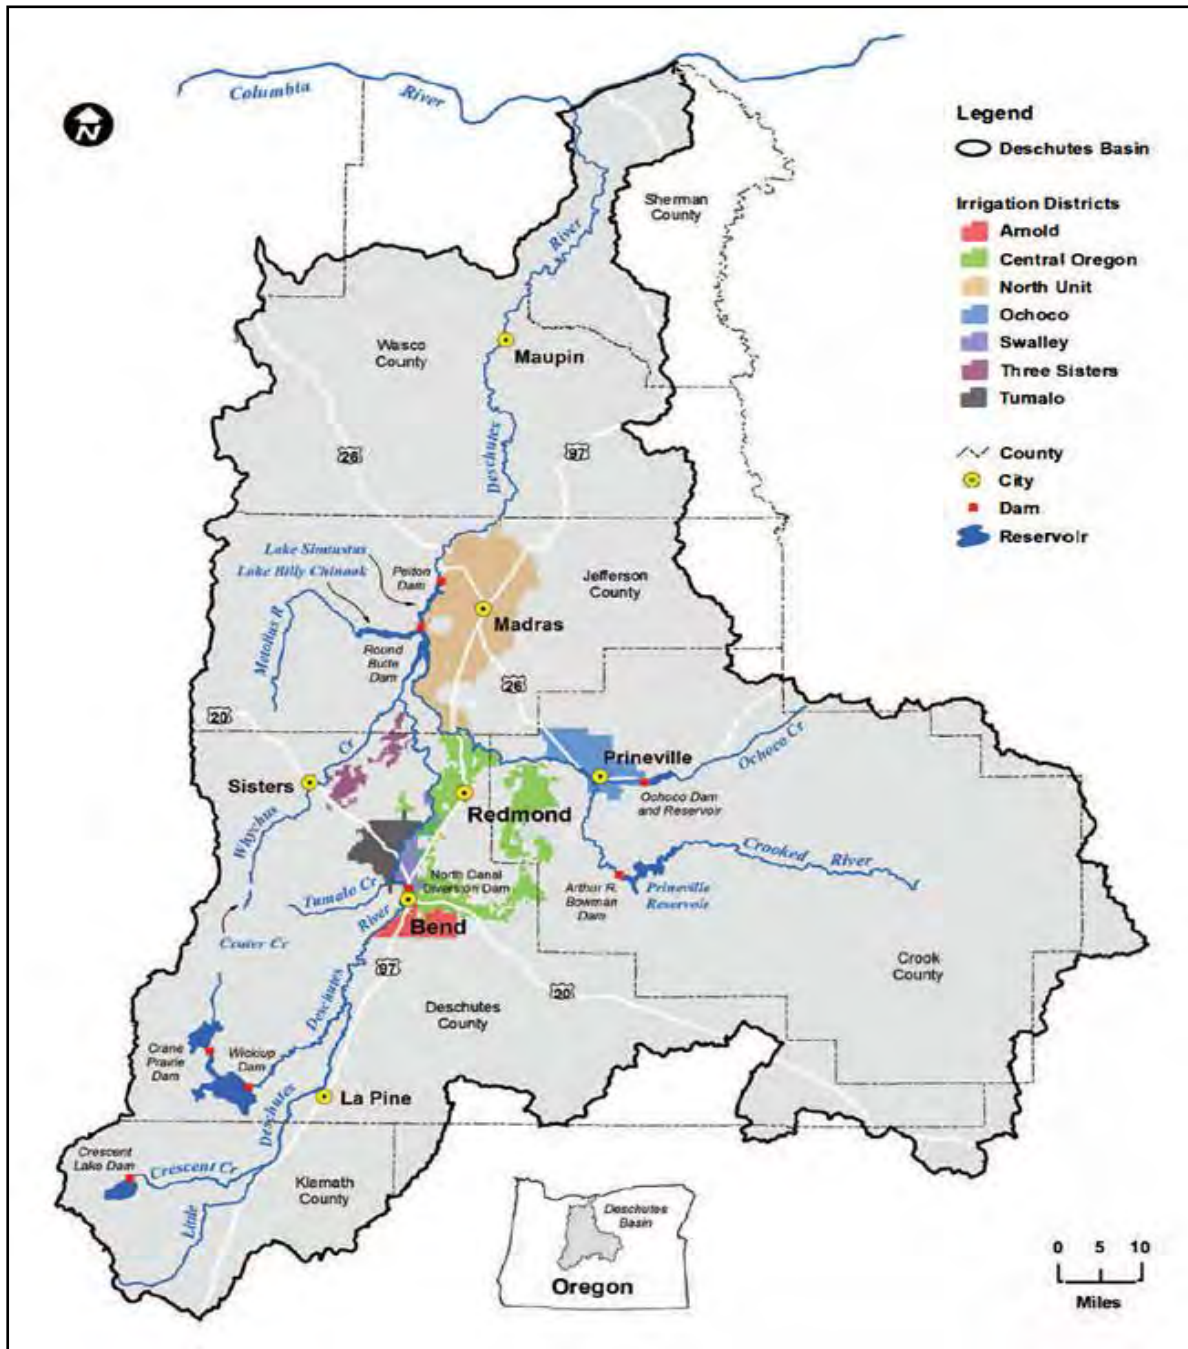 Columbia
River
N
Legend
Deschutes Basin
Sherman
County
Irrigation Districts
Arnold
Central Oregon
North Unit
Ochoco
Swalley
Three Sisters
Tumalo
River
Wasco
County
Maupin
26
97
Deschutes
County
City
Dam
Reservoir
Lake Simtustus
Lake Billy Chinook
Pelton
Dam
Jefferson
County
Madras
Metolius R
Round
Butte
Dam
26
20
Cr
Sisters
Whychus
Prineville
Ochoco Cr
Ochoco Dam
and Reservoir
Redmond
North Canal
Diversion Dam
Tumalo Cr
River
Bend
Crooked River
Arthur R.
Bowman
Dam
Prineville
Reservoir
Crater Cr
97
20
Crook
County
Deschutes
Deschutes
County
Crane
Prairie
Dam
Wickiup
Dam
La Pine
Deschutes
Crescent
Lake Dam
Crescent Cr
Little
Klamath
County
Deschutes
Basin
Oregon
0 5 10
Miles